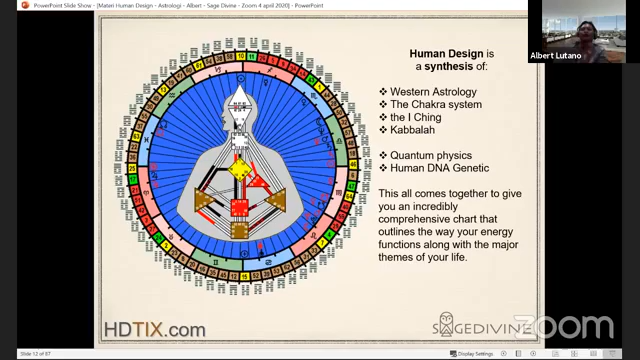 PowerPoint Slide Show - [Materi Human Design - Astrologi - Albert - Sage Divine - Zoom 4 april 2020] - PowerPoint
Albert Lutano
Human Design is
a synthesis of:
❖ Western Astrology
❖ The Chakra system
❖ the I Ching
❖ Kabbalah
❖ Quantum physics
❖ Human DNA Genetic
This all comes together to give
you an incredibly
comprehensive chart that
outlines the way your energy
functions along with the major
themes of your life.
HDTIX.com
SAGEDIVINE
zoom
Slide 12 of 87
Display Settings